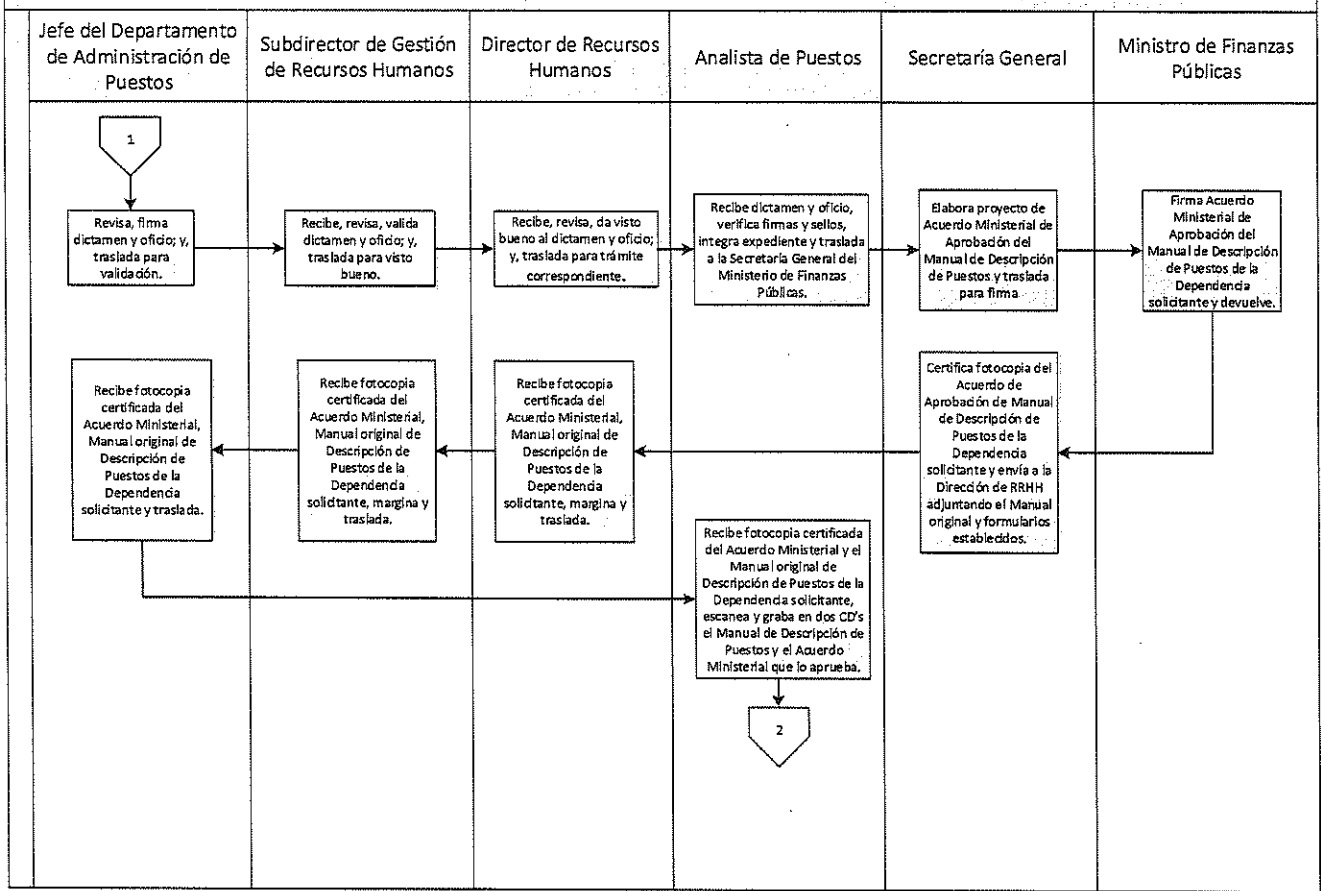 Jefe del Departamento
de Administración de
Puestos
Subdirector de Gestión
de Recursos Humanos
Director de Recursos
Humanos
Analista de Puestos
Secretaría General
Ministro de Finanzas
Públicas
1
Revisa, firma
dictamen y oficio; y,
traslada para
validación.
Recibe, revisa, valida
dictamen y oficio; y,
traslada para visto
bueno.
Recibe, revisa, da visto
bueno al dictamen y oficio;
y, traslada para trámite
correspondiente.
Recibe dictamen y oficio,
verifica firmas y sellos,
integra expediente y traslada
a la Secretaría General del
Ministerio de Finanzas
Públicas.
Elabora proyecto de
Acuerdo Ministerial de
Aprobación del
Manual de Descripción
de Puestos y traslada
para firma
Firma Acuerdo
Ministerial de
Aprobación del
Manual de Descripción
de Puestos de la
Dependencia
solicitante y devuelve.
Recibe fotocopia
certificada del
Acuerdo Ministerial,
Manual original de
Descripción de
Puestos de la
Dependencia
solicitante y traslada.
Recibe fotocopia
certificada del
Acuerdo Ministerial,
Manual original de
Descripción de
Puestos de la
Dependencia
solicitante, margina y
traslada.
Recibe fotocopia
certificada del
Acuerdo Ministerial,
Manual original de
Descripción de
Puestos de la
Dependencia
solicitante, margina y
traslada.
Certifica fotocopia del
Acuerdo de
Aprobación de Manual
de Descripción de
Puestos de la
Dependencia
solicitante y envía a la
Dirección de RRHH
adjuntando el Manual
original y formularios
establecidos.
Recibe fotocopia certificada
del Acuerdo Ministerial y el
Manual original de
Descripción de Puestos de la
Dependencia solicitante,
escanea y graba en dos CD's
el Manual de Descripción de
Puestos y el Acuerdo
Ministerial que lo aprueba.
2